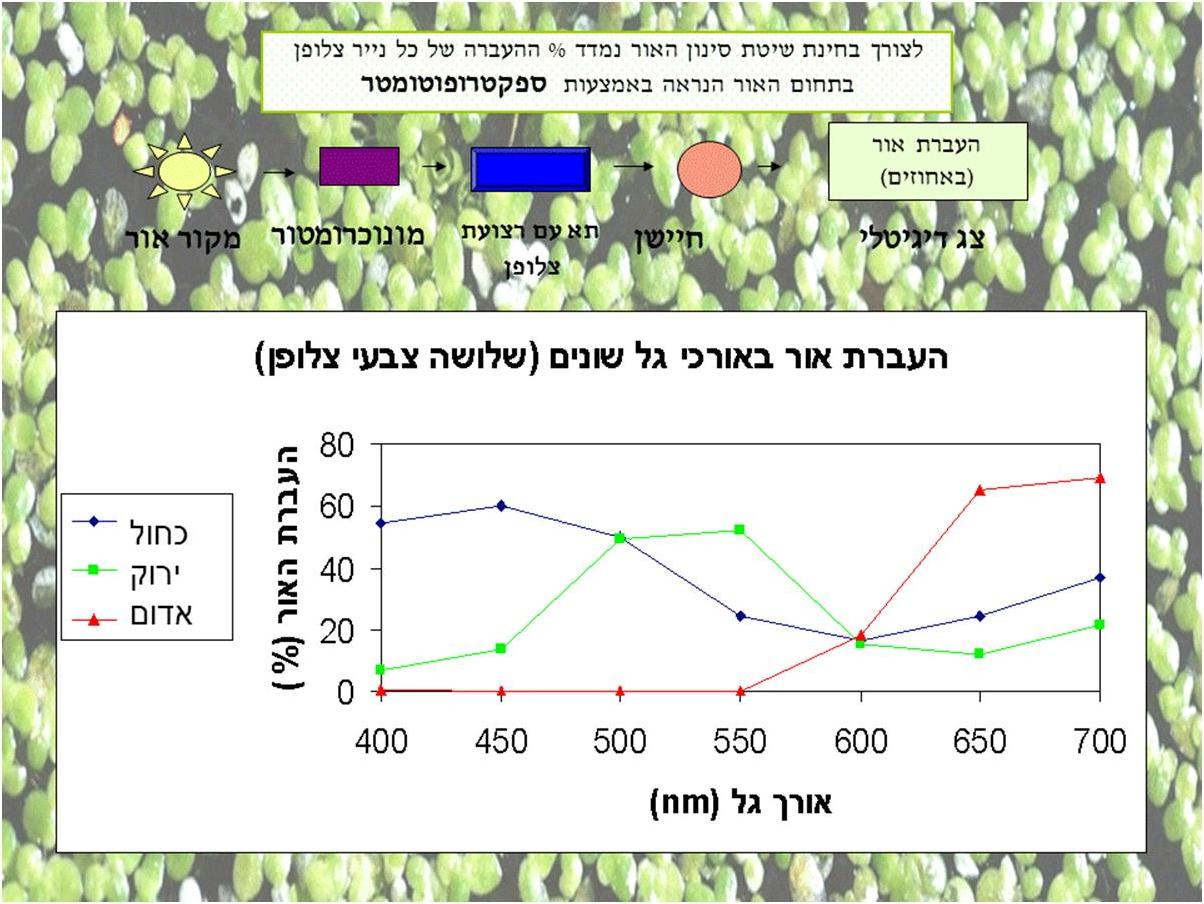 לצורך בחינת שיטת סינון האור נמדד % ההעברה של כל נייר צלופן
בתחום האור הנראה באמצעות ספקטרופוטומטר
העברת אור
(באחוזים)
מקור אור
מונוכרומטור
תא עם רצועת
צלופן
חיישן
צג דיגיטלי
העברת אור באורכי גל שונים (שלושה צבעי צלופן)
העברת האור (%)
80
60
40
20
0
400 450 500 550 600 650 700
אורך גל (nm)
כחול
ירוק
אדום